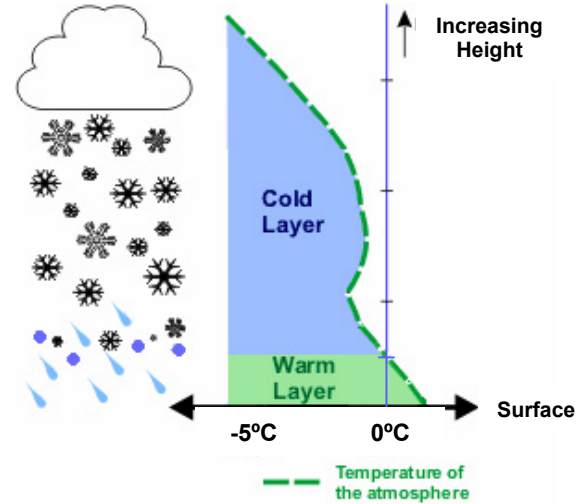 Increasing
Height
Cold
Layer
Warm
Layer
Surface
-5ºC
0ºC
Temperature of
the atmosphere